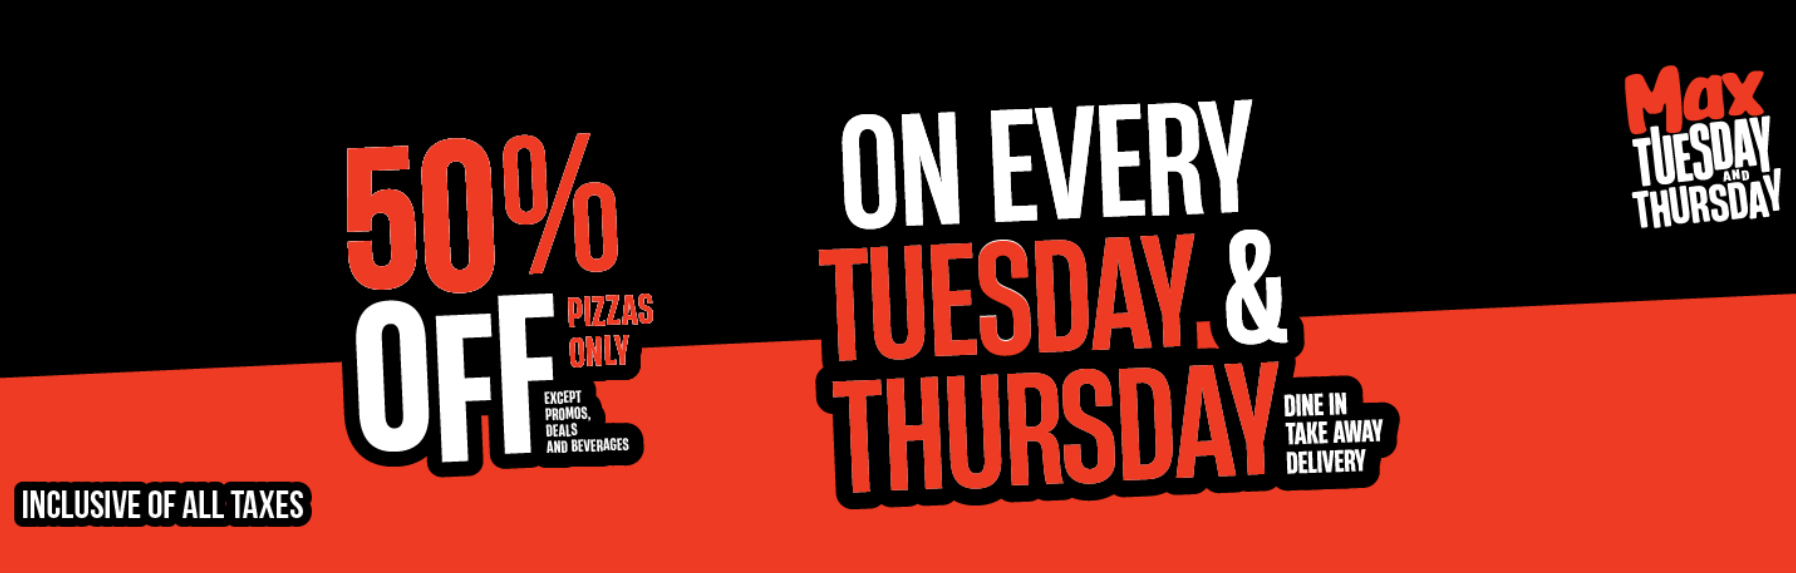 50%
OFF
PIZZAS
ONLY
EXCEPT
PROMOS,
DEALS
AND BEVERAGES
INCLUSIVE OF ALL TAXES
ON EVERY
TUESDAY. &
THURSDAY
DINE IN
TAKE AWAY
DELIVERY
Max
TUESDAY
AND
THURSDAY